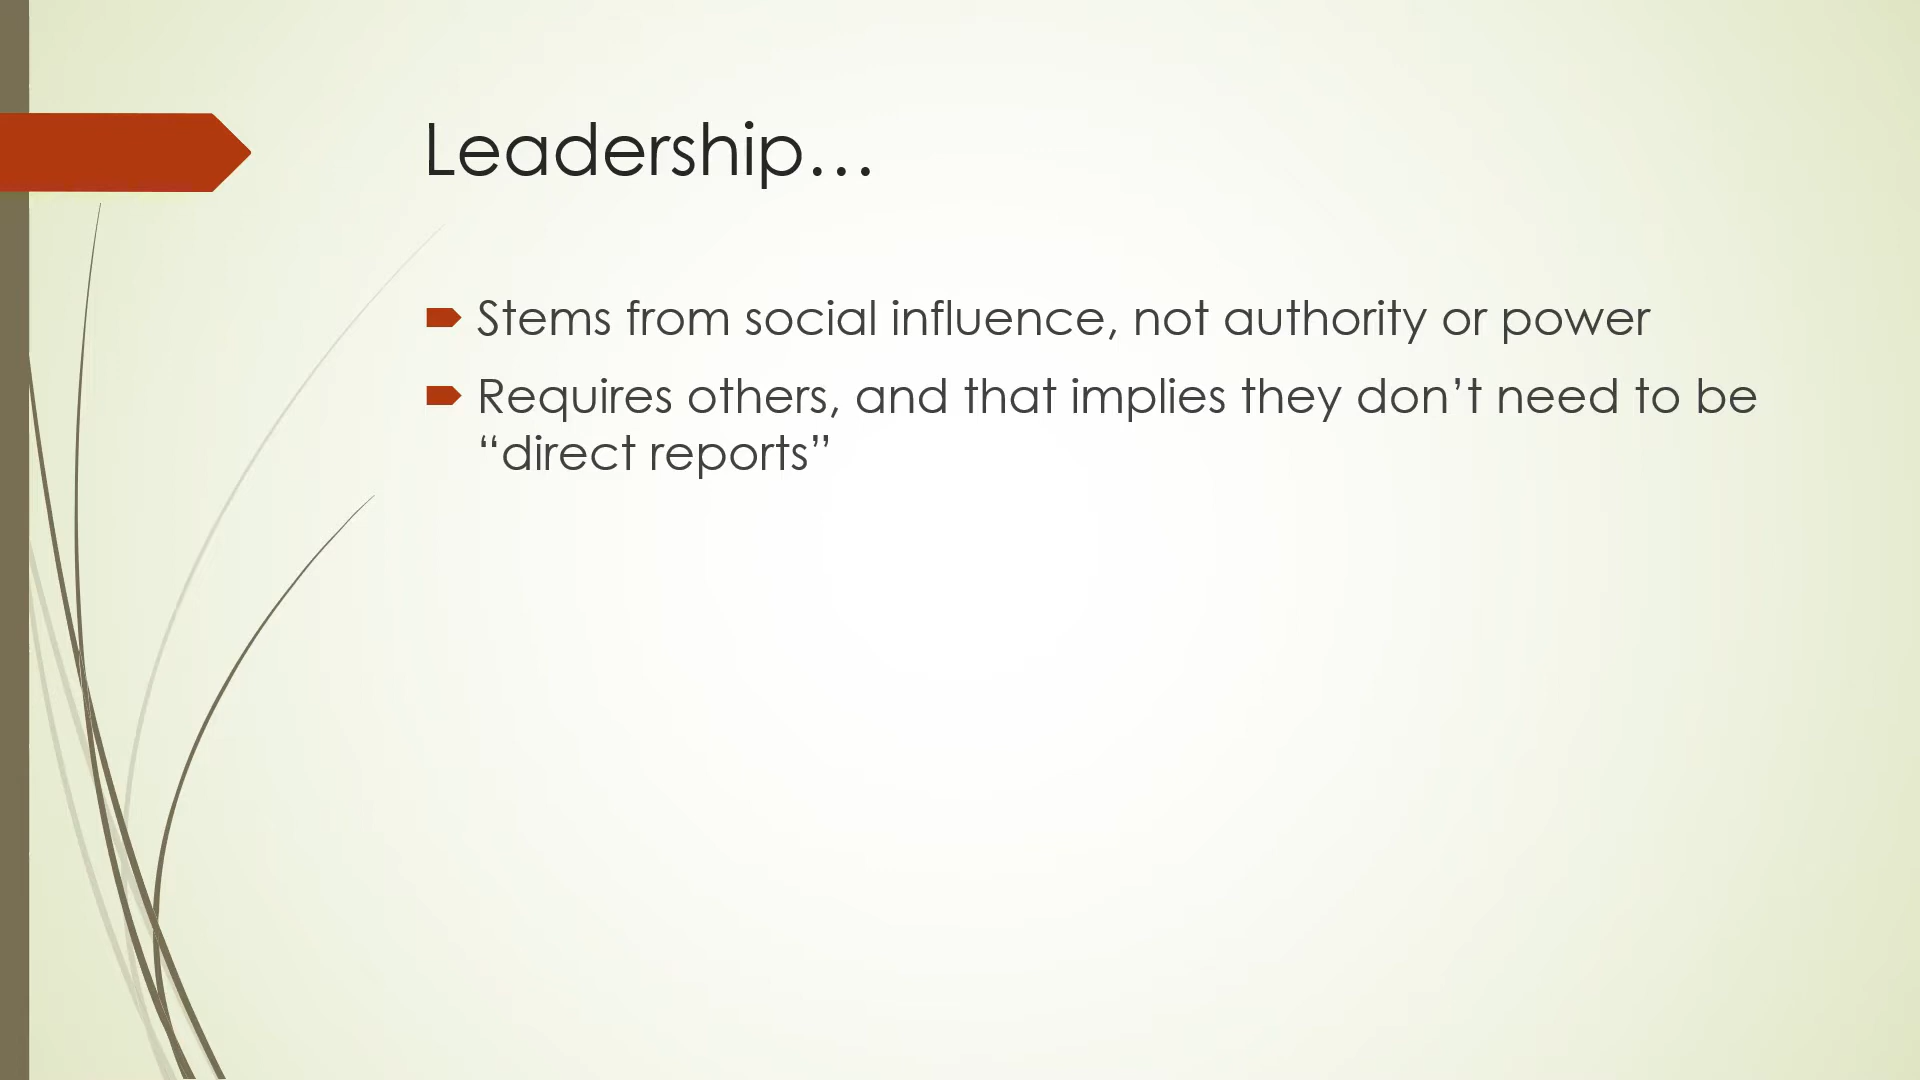 Leadership…
Stems from social influence, not authority or power
Requires others, and that implies they don’t need to be
“direct reports”